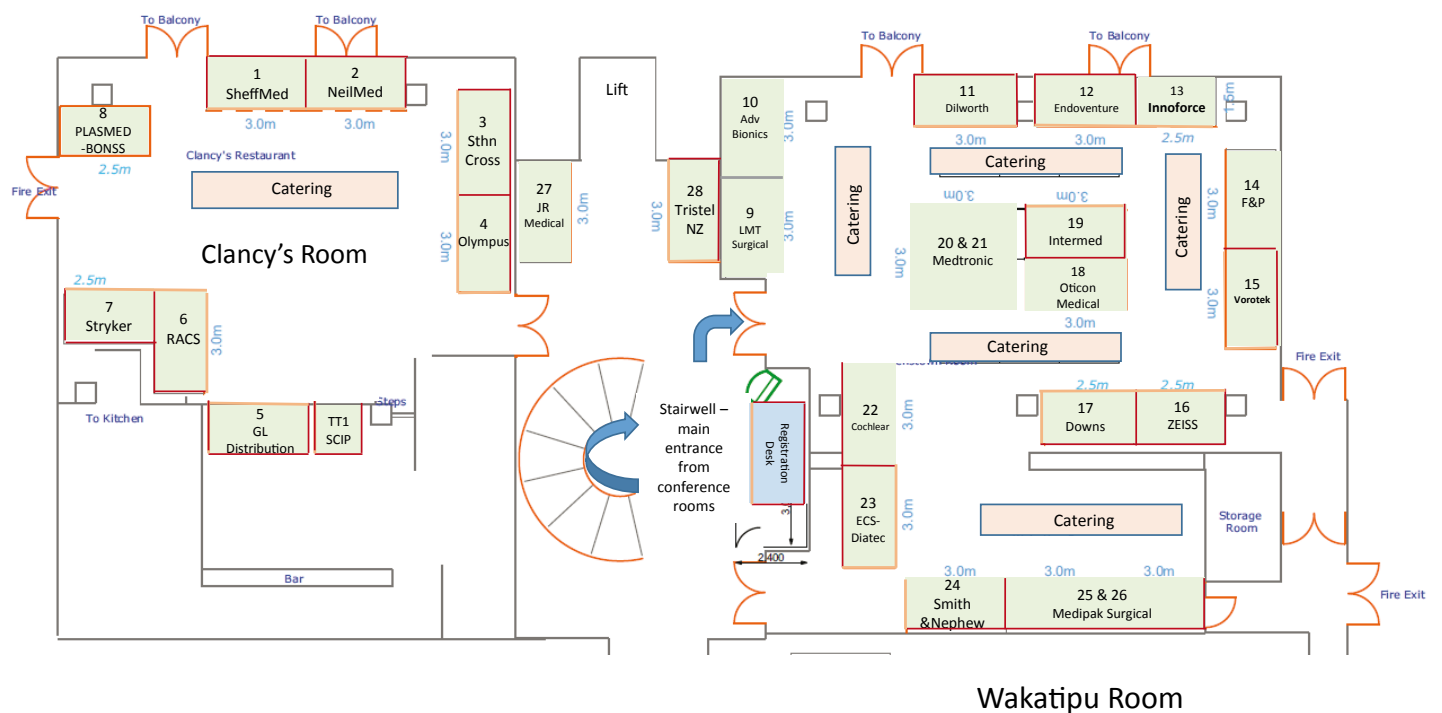 To Balcony
To Balcony
To Balcony
To Balcony
1
SheffMed
2
NeilMed
3.0m
3.0m
8
PLASMED
-BONSS
2.5m
Clancy's Restaurant
Fire Exit
Catering
Clancy's Room
3.0m
3
Sthn
Cross
3.0m
4
Olympus
27
JR
Medical
3.0m
Lift
3.0m
28
Tristel
NZ
10
Adv
Bionics
3.0m
9
LMT
Surgical
3.0m
11
Dilworth
3.0m
12
Endoventure
3.0m
13
Innoforce
2.5m
1.5m
Catering
Catering
Catering
3.0m
3.0m
3.0m
20 & 21
Medtronic
19
Intermed
18
Oticon
Medical
3.0m
3.0m
14
F&P
3.0m
15
Vorotek
Catering
2.5m
7
Stryker
6
RACS
3.0m
To Kitchen
5
GL
Distribution
TT1
SCIP
Steps
Bar
Stairwell –
main
entrance
from
conference
rooms
Registration
Desk
2,400
22
Cochlear
3.0m
23
ECS-
Diatec
3.0m
2.5m
2.5m
17
Downs
16
ZEISS
Fire Exit
Catering
Storage
Room
3.0m
3.0m
3.0m
24
Smith
&Nephew
25 & 26
Medipak Surgical
Fire Exit
Wakatipu Room